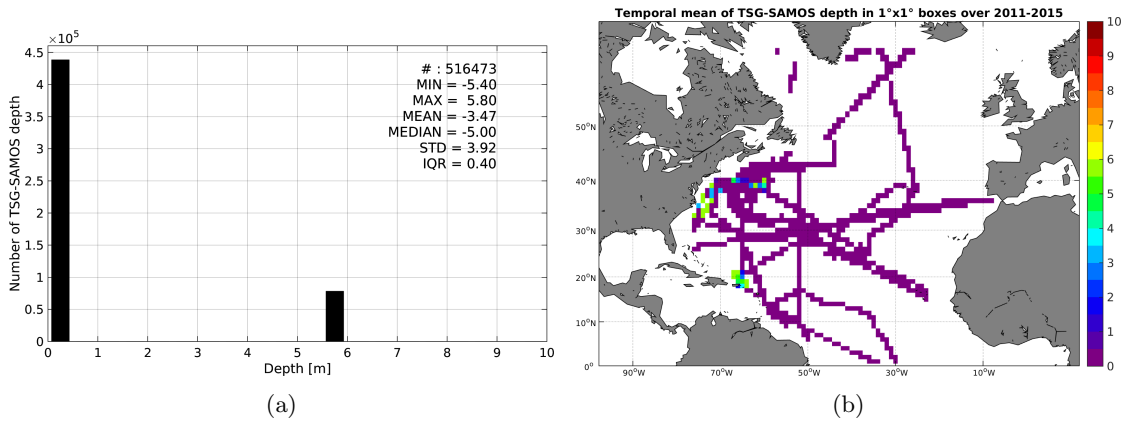 ×10⁵
4.5
4
3.5
3
2.5
2
1.5
1
0.5
0
Number of TSG-SAMOS depth
# : 516473
MIN = -5.40
MAX = 5.80
MEAN = -3.47
MEDIAN = -5.00
STD = 3.92
IQR = 0.40
0 1 2 3 4 5 6 7 8 9 10
Depth [m]
(a)
Temporal mean of TSG-SAMOS depth in 1°x1° boxes over 2011-2015
50°N
40°N
30°N
20°N
10°N
0°
90°W 70°W 50°W 30°W 10°W
10
9
8
7
6
5
4
3
2
1
0
(b)